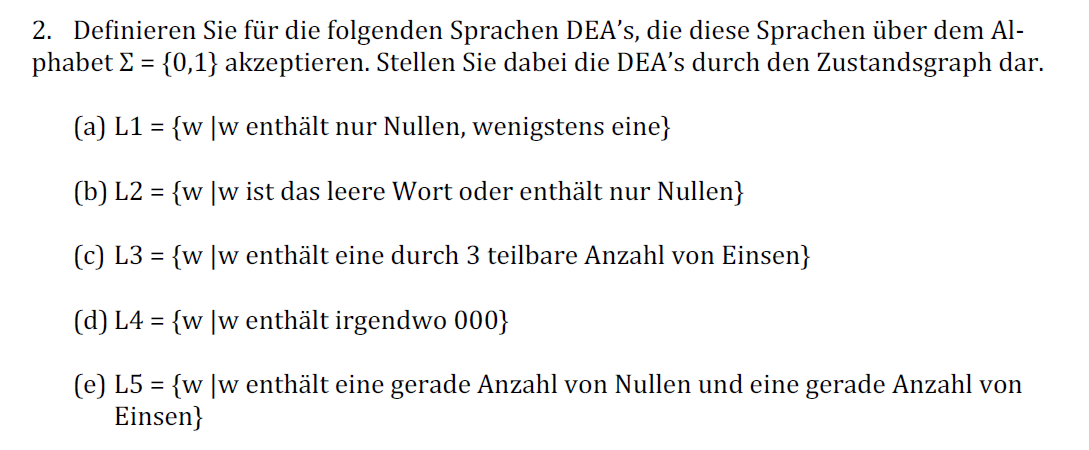 2. Definieren Sie für die folgenden Sprachen DEA’s, die diese Sprachen über dem Al-
phabet Σ = {0,1} akzeptieren. Stellen Sie dabei die DEA’s durch den Zustandsgraph dar.
(a) L1 = {w |w enthält nur Nullen, wenigstens eine}
(b) L2 = {w |w ist das leere Wort oder enthält nur Nullen}
(c) L3 = {w |w enthält eine durch 3 teilbare Anzahl von Einsen}
(d) L4 = {w |w enthält irgendwo 000}
(e) L5 = {w |w enthält eine gerade Anzahl von Nullen und eine gerade Anzahl von
Einsen}